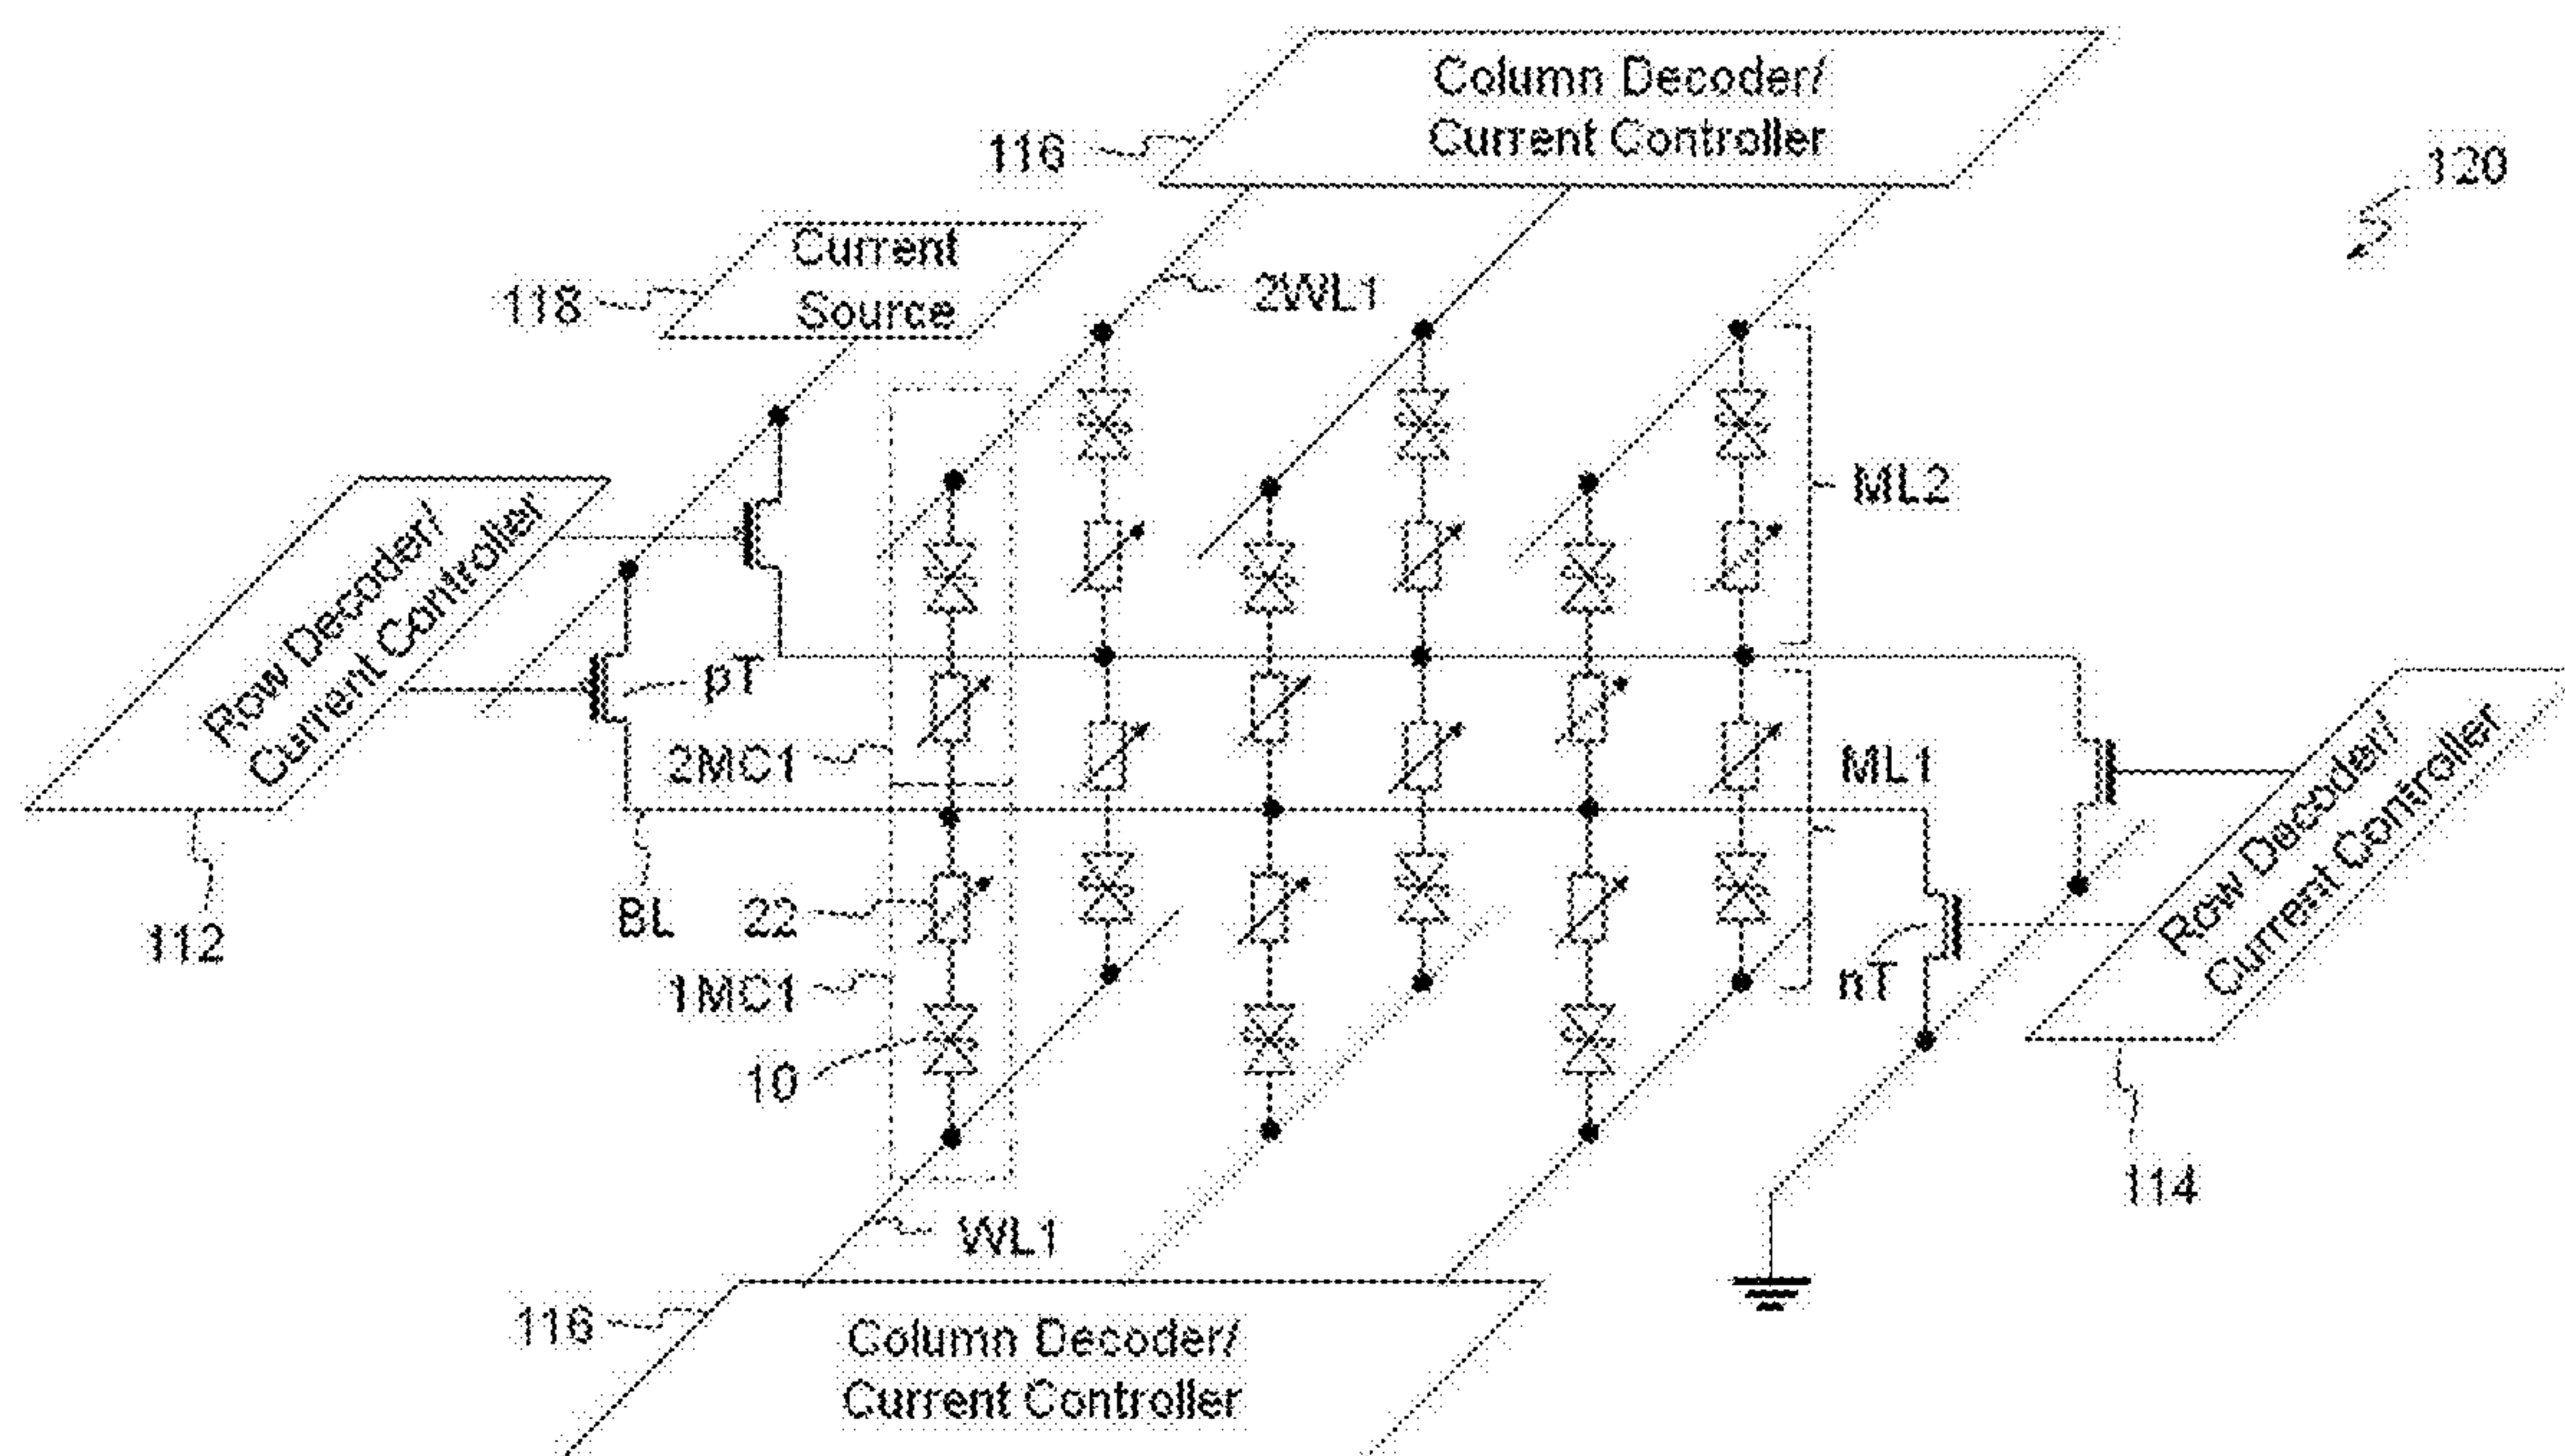 Column Decoder/
Current Controller
116
120
Current
Source
118
2WL1
ML2
Row Decoder/
Current Controller
pT
2MC1
ML1
Row Decoder/
Current Controller
112
BL
22
1MC1
nT
10
114
WL1
116
Column Decoder/
Current Controller